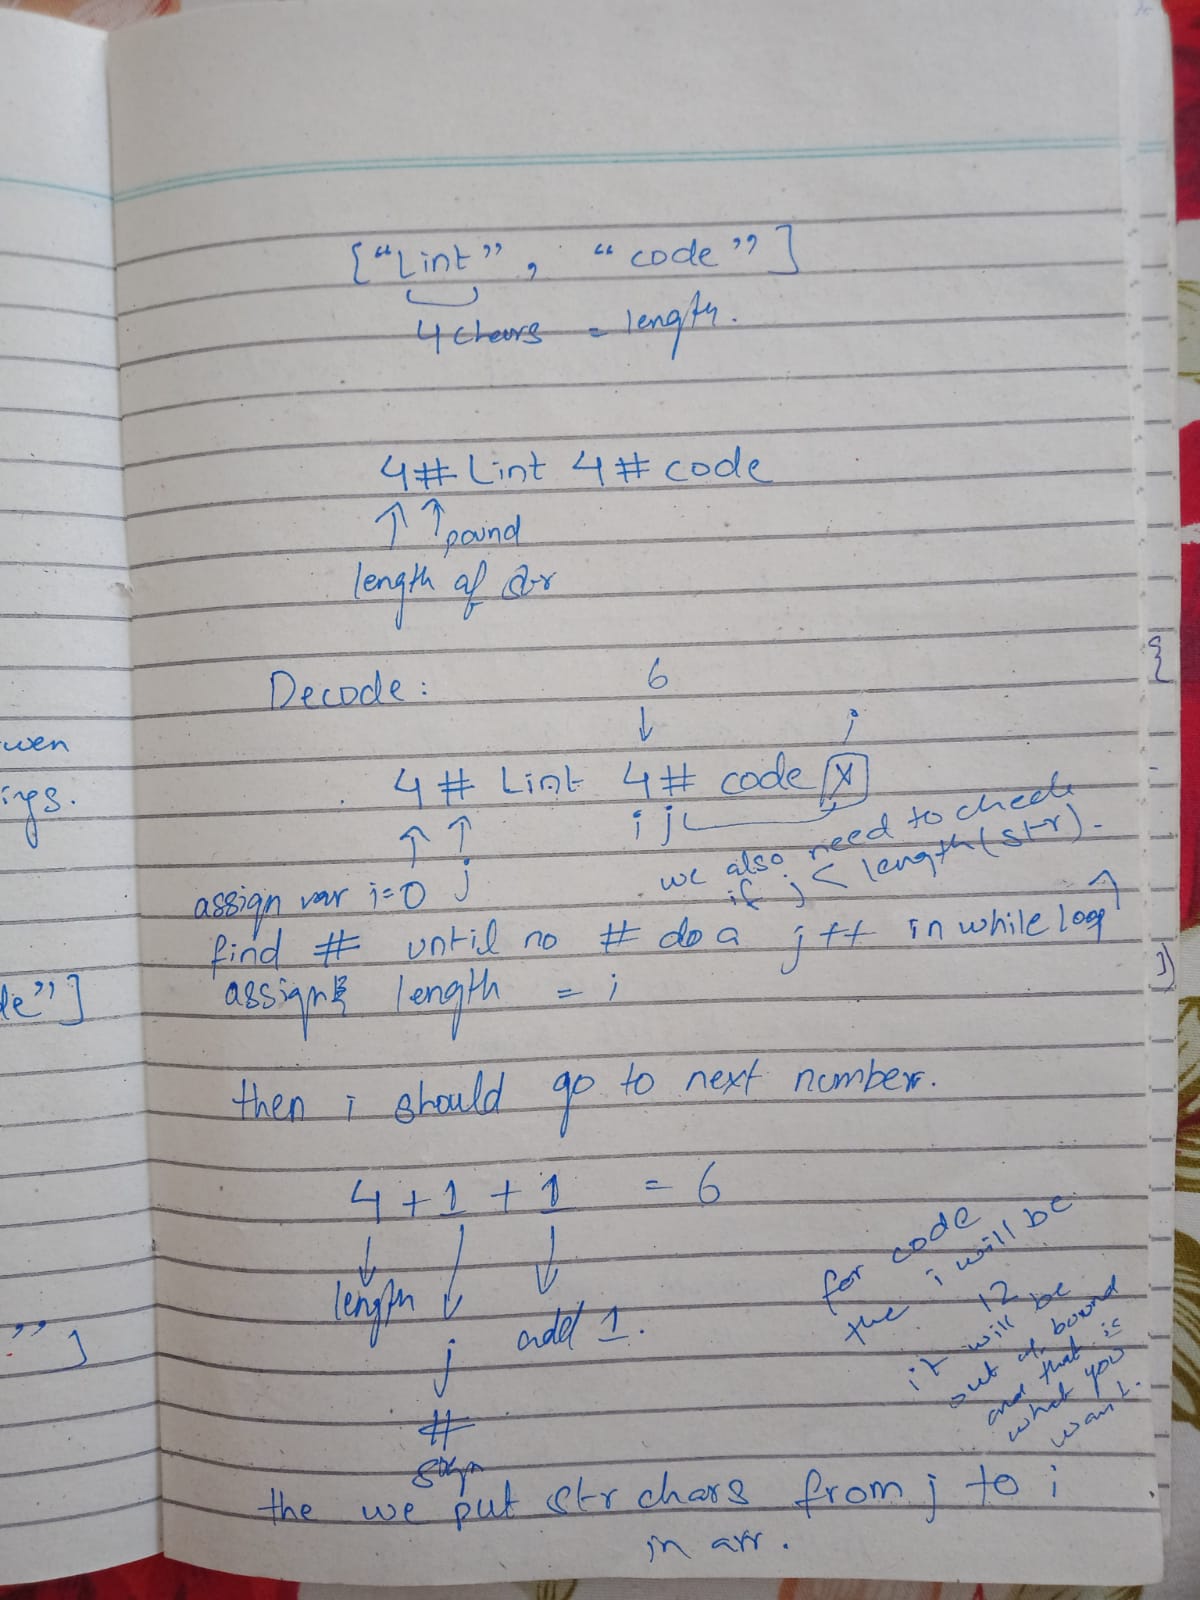 ["Lint", "code"]
4 chars = length.
4# Lint 4# code
pound
length of str
Decode: 6
j
4# Lint 4# code x
i j
we also need to check
if j < length(str).
assign var i=0 j
find # until no # do a j++ in while loop
assign length = i
then i should go to next number.
4 + 1 + 1 = 6
length
j
add 1.
#
sign
for code
the i will be
12
it will be
out of bound
and that is
what you
want.
the we put str chars from j to i
in arr.
wen
ings.
de"]
"]